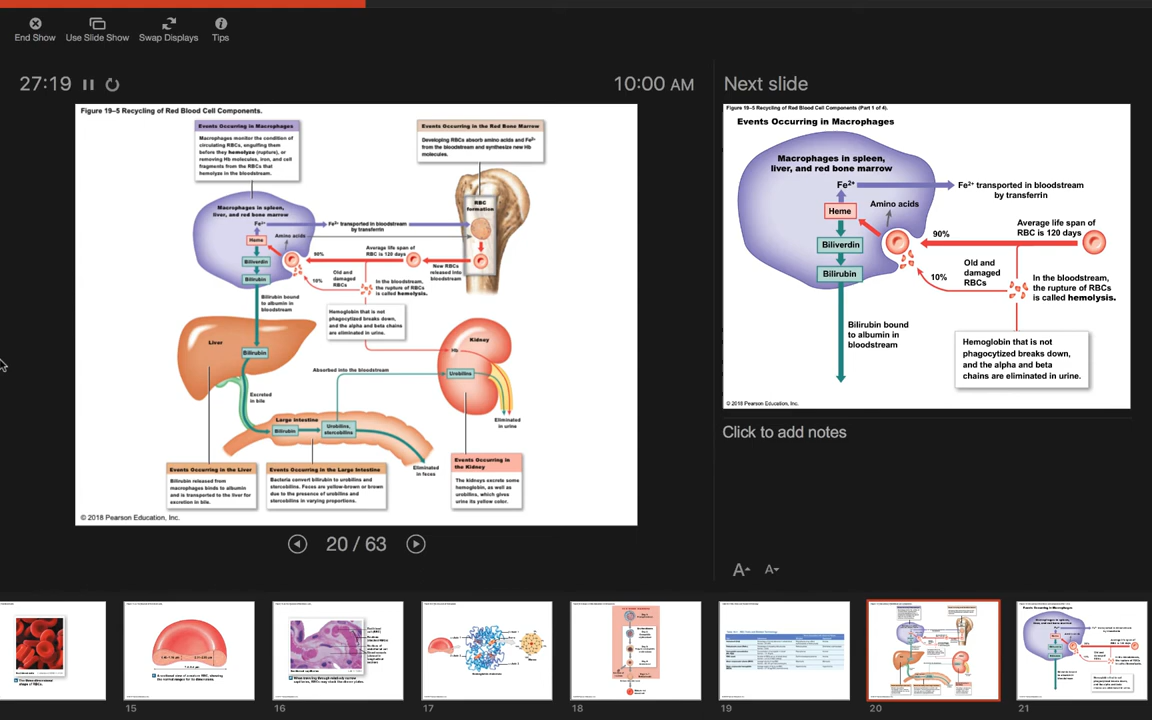 End Show
Use Slide Show
Swap Displays
Tips
27:19
10:00 AM
Figure 19–5 Recycling of Red Blood Cell Components.
Events Occurring in Macrophages
Macrophages monitor the condition of
circulating RBCs, engulfing them
before they hemolyze (rupture), or
removing Hb molecules, iron, and cell
fragments from the RBCs that
hemolyze in the bloodstream.
Events Occurring in the Red Bone Marrow
Developing RBCs absorb amino acids and Fe²⁺
from the bloodstream and synthesize new Hb
molecules.
Macrophages in spleen,
liver, and red bone marrow
Fe²⁺
Fe²⁺ transported in bloodstream
by transferrin
Heme
Amino acids
Biliverdin
Bilirubin
90%
Average life span of
RBC is 120 days
RBC
formation
New RBCs
released into
bloodstream
10%
Old and
damaged
RBCs
In the bloodstream,
the rupture of RBCs
is called hemolysis.
Bilirubin bound
to albumin in
bloodstream
Hemoglobin that is not
phagocytized breaks down,
and the alpha and beta chains
are eliminated in urine.
Liver
Bilirubin
Kidney
Hb
Absorbed into the bloodstream
Urobilins
Excreted
in bile
Eliminated
in urine
Large Intestine
Bilirubin
Urobilins,
stercobilins
Eliminated
in feces
Events Occurring in the Liver
Bilirubin released from
macrophages binds to albumin
and is transported to the liver for
excretion in bile.
Events Occurring in the Large Intestine
Bacteria convert bilirubin to urobilins and
stercobilins. Feces are yellow-brown or brown
due to the presence of urobilins and
stercobilins in varying proportions.
Events Occurring in
the Kidney
The kidneys excrete some
hemoglobin, as well as
urobilins, which gives
urine its yellow color.
© 2018 Pearson Education, Inc.
20 / 63
Next slide
Figure 19–5 Recycling of Red Blood Cell Components (Part 1 of 4).
Events Occurring in Macrophages
Macrophages in spleen,
liver, and red bone marrow
Fe²⁺
Fe²⁺ transported in bloodstream
by transferrin
Heme
Amino acids
Biliverdin
Bilirubin
90%
Average life span of
RBC is 120 days
10%
Old and
damaged
RBCs
In the bloodstream,
the rupture of RBCs
is called hemolysis.
Bilirubin bound
to albumin in
bloodstream
Hemoglobin that is not
phagocytized breaks down,
and the alpha and beta
chains are eliminated in urine.
© 2018 Pearson Education, Inc.
Click to add notes
A
A
15
16
17
18
19
20
21